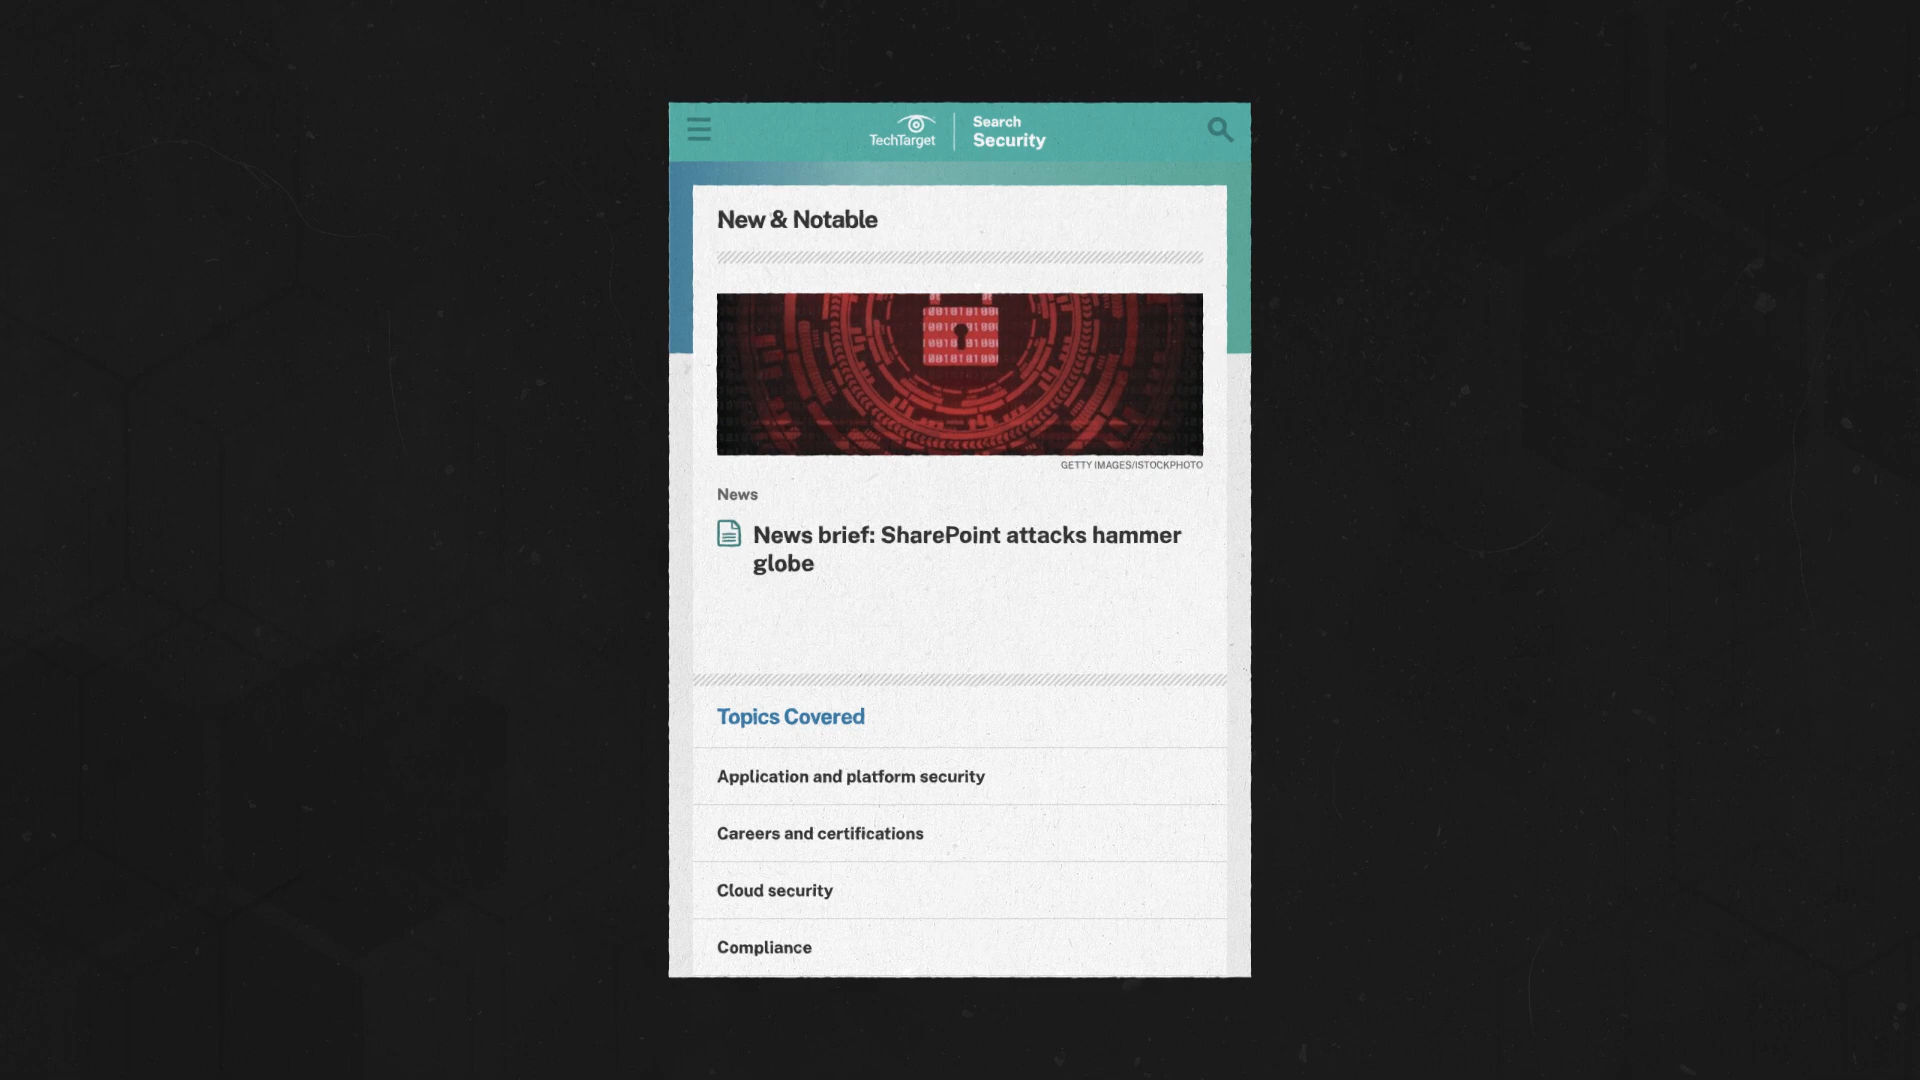 TechTarget
Search
Security
New & Notable
GETTY IMAGES/ISTOCKPHOTO
News
News brief: SharePoint attacks hammer
globe
Topics Covered
Application and platform security
Careers and certifications
Cloud security
Compliance